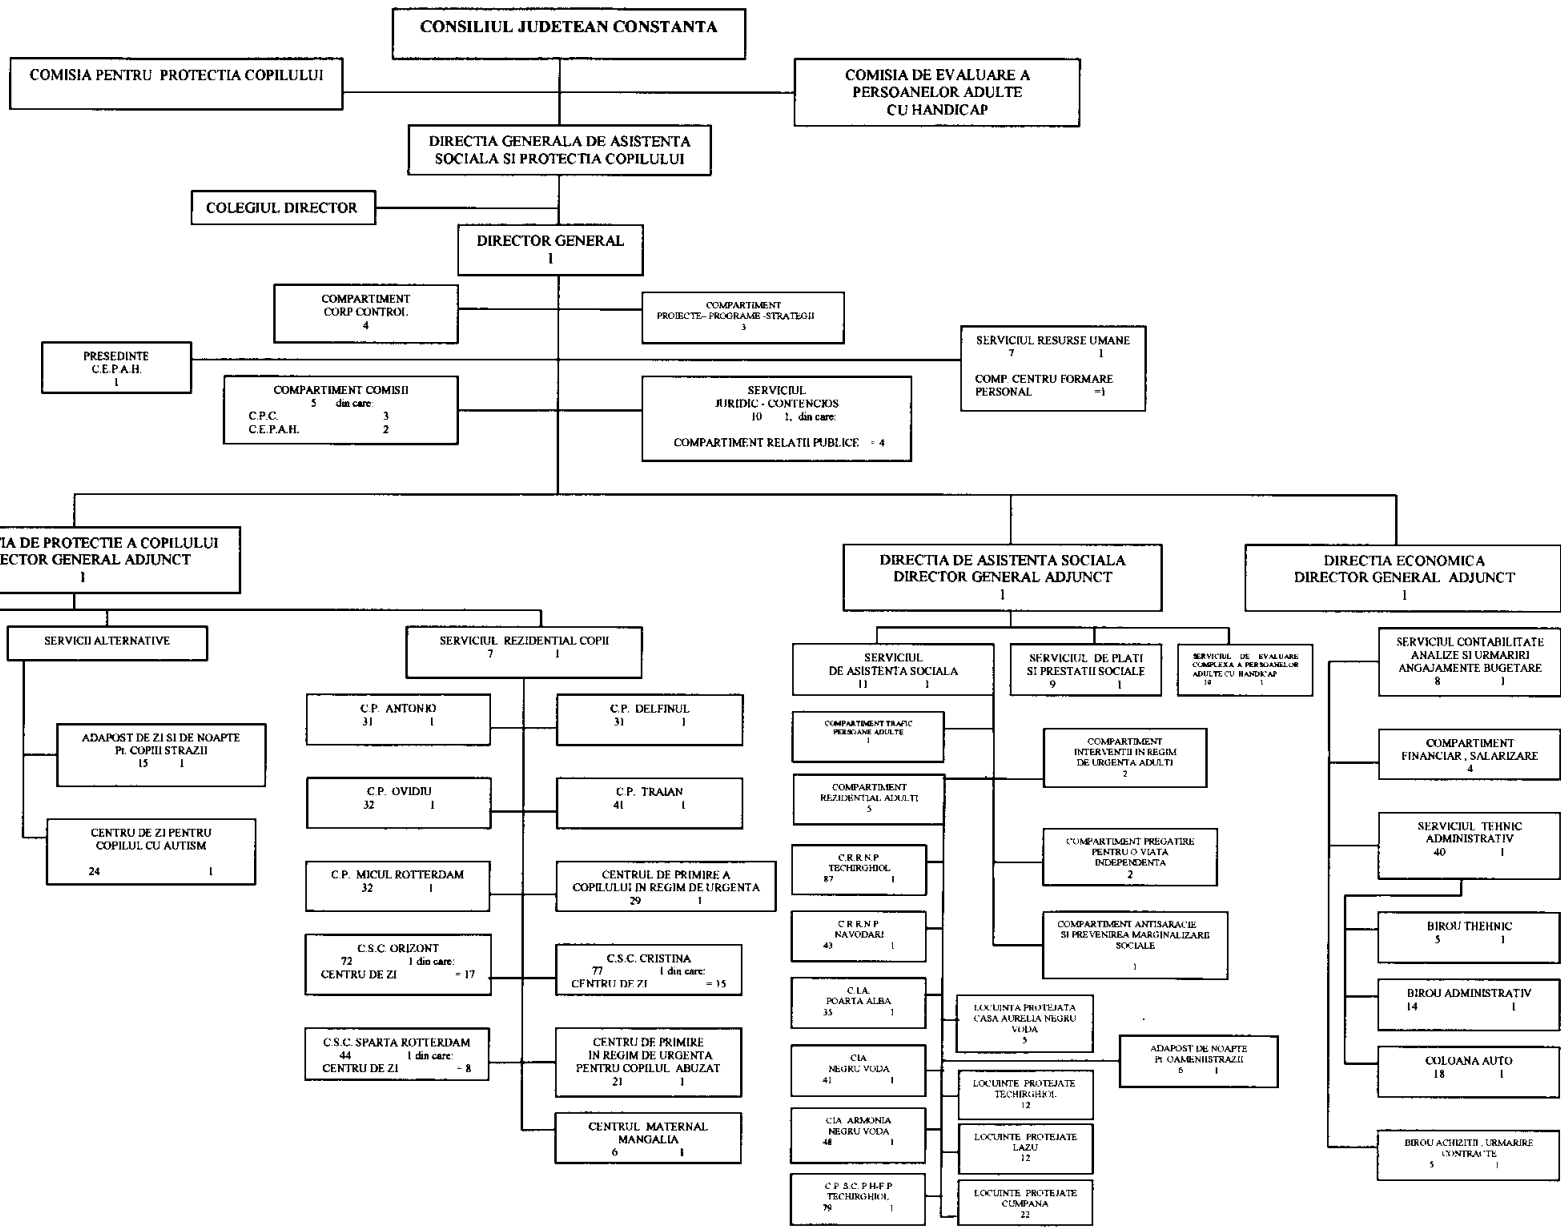 CONSILIUL JUDETEAN CONSTANTA
COMISIA PENTRU PROTECTIA COPILULUI
COMISIA DE EVALUARE A
PERSOANELOR ADULTE
CU HANDICAP
DIRECTIA GENERALA DE ASISTENTA
SOCIALA SI PROTECTIA COPILULUI
COLEGIUL DIRECTOR
DIRECTOR GENERAL
1
COMPARTIMENT
CORP CONTROL
4
COMPARTIMENT
PROIECTE-PROGRAME-STRATEGII
3
PRESEDINTE
C.E.P.A.H.
1
SERVICIUL RESURSE UMANE
7 1
COMP. CENTRU FORMARE
PERSONAL =1
COMPARTIMENT COMISII
5 din care:
C.P.C. 3
C.E.P.A.H. 2
SERVICIUL
JURIDIC - CONTENCIOS
10 1, din care:
COMPARTIMENT RELATII PUBLICE = 4
IA DE PROTECTIE A COPILULUI
ECTOR GENERAL ADJUNCT
1
DIRECTIA DE ASISTENTA SOCIALA
DIRECTOR GENERAL ADJUNCT
1
DIRECTIA ECONOMICA
DIRECTOR GENERAL ADJUNCT
1
SERVICII ALTERNATIVE
ADAPOST DE ZI SI DE NOAPTE
Pt. COPIII STRAZII
15 1
CENTRU DE ZI PENTRU
COPILUL CU AUTISM
24 1
SERVICIUL REZIDENTIAL COPII
7 1
C.P. ANTONIO
31 1
C.P. DELFINUL
31 1
C.P. OVIDIU
32 1
C.P. TRAIAN
41 1
C.P. MICUL ROTTERDAM
32 1
CENTRUL DE PRIMIRE A
COPILULUI IN REGIM DE URGENTA
29 1
C.S.C. ORIZONT
72 1 din care:
CENTRU DE ZI = 17
C.S.C. CRISTINA
77 1 din care:
CENTRU DE ZI = 15
C.S.C. SPARTA ROTTERDAM
44 1 din care:
CENTRU DE ZI = 8
CENTRU DE PRIMIRE
IN REGIM DE URGENTA
PENTRU COPILUL ABUZAT
21 1
CENTRUL MATERNAL
MANGALIA
6 1
SERVICIUL
DE ASISTENTA SOCIALA
11 1
SERVICIUL DE PLATI
SI PRESTATII SOCIALE
9 1
SERVICIUL DE EVALUARE
COMPLEXA A PERSOANELOR
ADULTE CU HANDICAP
19 1
COMPARTIMENT TRAFIC
PERSOANE ADULTE
1
COMPARTIMENT
INTERVENTII IN REGIM
DE URGENTA ADULTI
2
COMPARTIMENT
REZIDENTIAL ADULTI
5
COMPARTIMENT PREGATIRE
PENTRU O VIATA
INDEPENDENTA
2
C.R.R.N.P
TECHIRGHIOL
87 1
C.R.R.N.P
NAVODARI
43 1
COMPARTIMENT ANTISARACIE
SI PREVENIREA MARGINALIZARII
SOCIALE
1
C.I.A.
POARTA ALBA
35 1
LOCUINTA PROTEJATA
CASA AURELIA NEGRU
VODA
5
CIA
NEGRU VODA
41 1
ADAPOST DE NOAPTE
Pt. OAMENII STRAZII
6 1
LOCUINTE PROTEJATE
TECHIRGHIOL
12
CIA ARMONIA
NEGRU VODA
48 1
LOCUINTE PROTEJATE
LAZU
12
C.P.S.C.P.H-F.P
TECHIRGHIOL
79 1
LOCUINTE PROTEJATE
CUMPANA
22
SERVICIUL CONTABILITATE
ANALIZE SI URMARIRI
ANGAJAMENTE BUGETARE
8 1
COMPARTIMENT
FINANCIAR, SALARIZARE
4
SERVICIUL TEHNIC
ADMINISTRATIV
40 1
BIROU THEHNIC
5 1
BIROU ADMINISTRATIV
14 1
COLOANA AUTO
18 1
BIROU ACHIZITII, URMARIRE
CONTRACTE
5 1